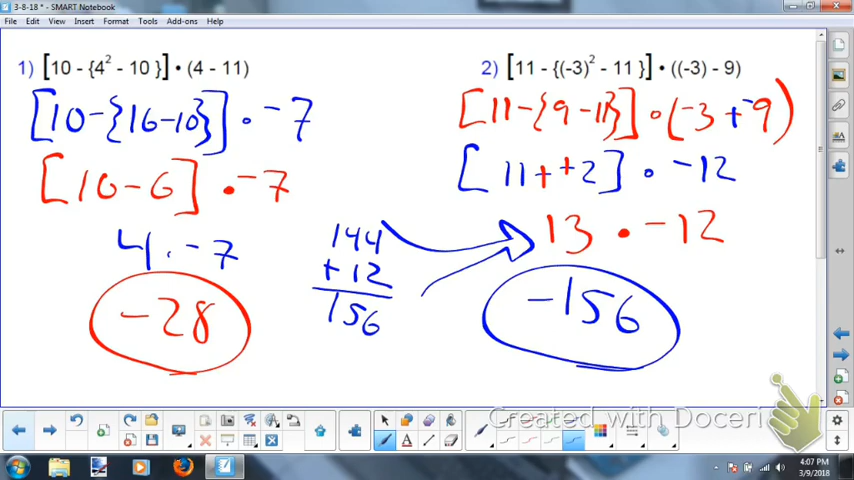 3-8-18 * - SMART Notebook
File Edit View Insert Format Tools Add-ons Help
1) [10 - {4² - 10 }] • (4 - 11)
[10-{16-10}] • ⁻7
[10-6] • ⁻7
4 · ⁻7
-28
144
+12
156
2) [11 - {(-3)² - 11 }] • ((-3) - 9)
[11-{9-11}] • (⁻3+⁻9)
[11+⁺2] • ⁻12
13 • ⁻12
-156
Created with Doceri
4:07 PM
3/9/2018